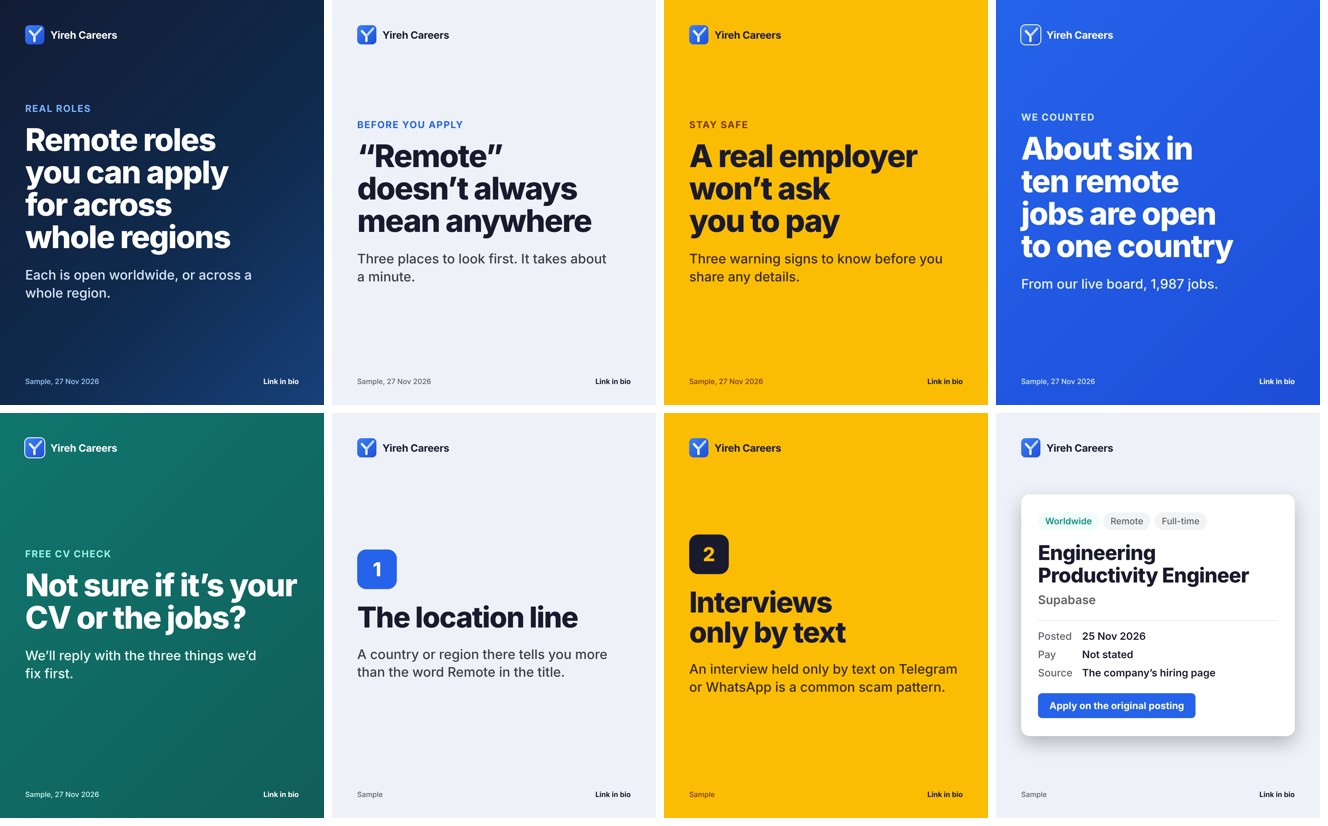 Yireh Careers
REAL ROLES
Remote roles
you can apply
for across
whole regions
Each is open worldwide, or across a
whole region.
Sample, 27 Nov 2026
Link in bio
Yireh Careers
BEFORE YOU APPLY
“Remote”
doesn’t always
mean anywhere
Three places to look first. It takes about
a minute.
Sample, 27 Nov 2026
Link in bio
Yireh Careers
STAY SAFE
A real employer
won’t ask
you to pay
Three warning signs to know before you
share any details.
Sample, 27 Nov 2026
Link in bio
Yireh Careers
WE COUNTED
About six in
ten remote
jobs are open
to one country
From our live board, 1,987 jobs.
Sample, 27 Nov 2026
Link in bio
Yireh Careers
FREE CV CHECK
Not sure if it’s your
CV or the jobs?
We’ll reply with the three things we’d
fix first.
Sample, 27 Nov 2026
Link in bio
Yireh Careers
1
The location line
A country or region there tells you more
than the word Remote in the title.
Sample
Link in bio
Yireh Careers
2
Interviews
only by text
An interview held only by text on Telegram
or WhatsApp is a common scam pattern.
Sample
Link in bio
Yireh Careers
Worldwide Remote Full-time
Engineering
Productivity Engineer
Supabase
Posted 25 Nov 2026
Pay Not stated
Source The company’s hiring page
Apply on the original posting
Sample
Link in bio